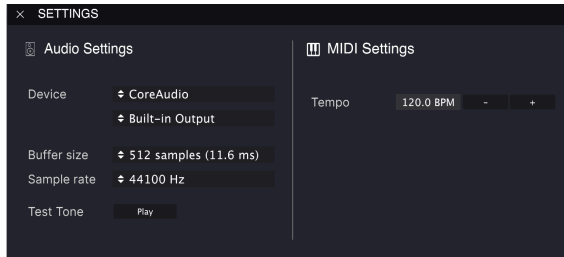 × SETTINGS
Audio Settings
Device CoreAudio
Built-in Output
Buffer size 512 samples (11.6 ms)
Sample rate 44100 Hz
Test Tone Play
MIDI Settings
Tempo 120.0 BPM - +